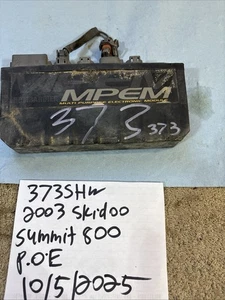 MPEM
MULTI-PURPOSE ELECTRONIC MODULE
373 373
373SHW
2003 Skidoo
Summit 800
P.O.E
10/5/2025